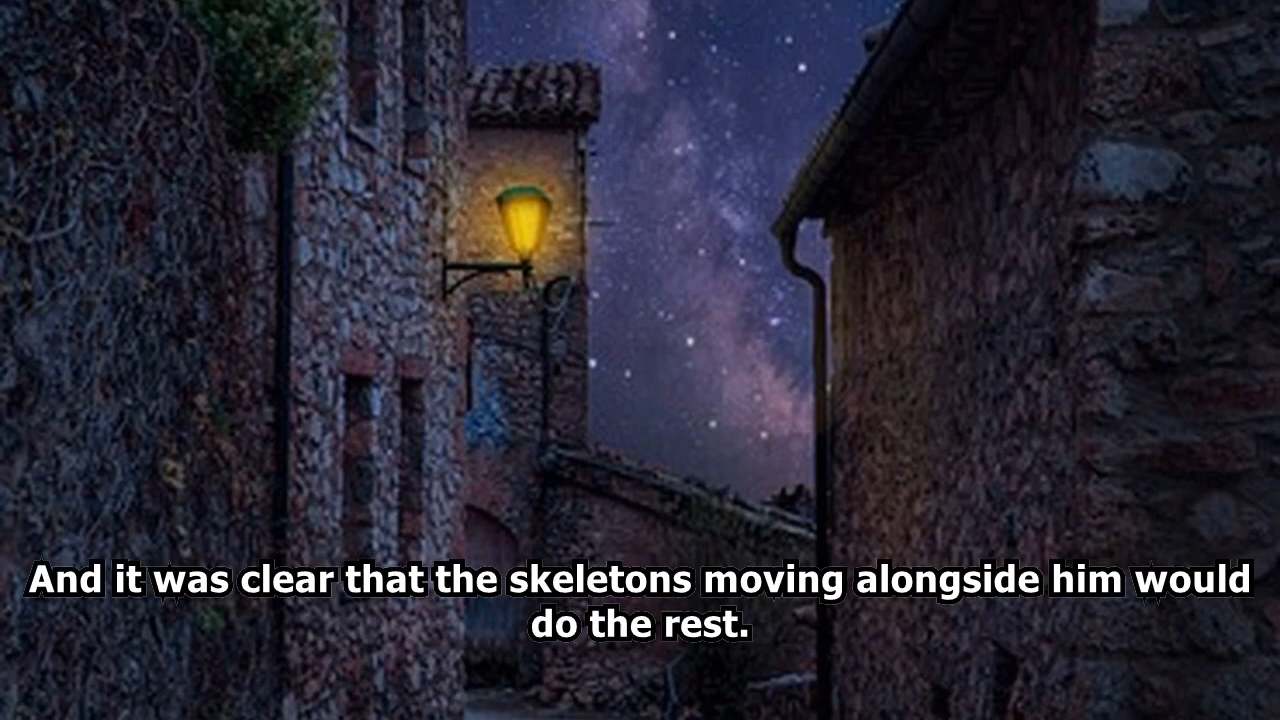 And it was clear that the skeletons moving alongside him would
do the rest.